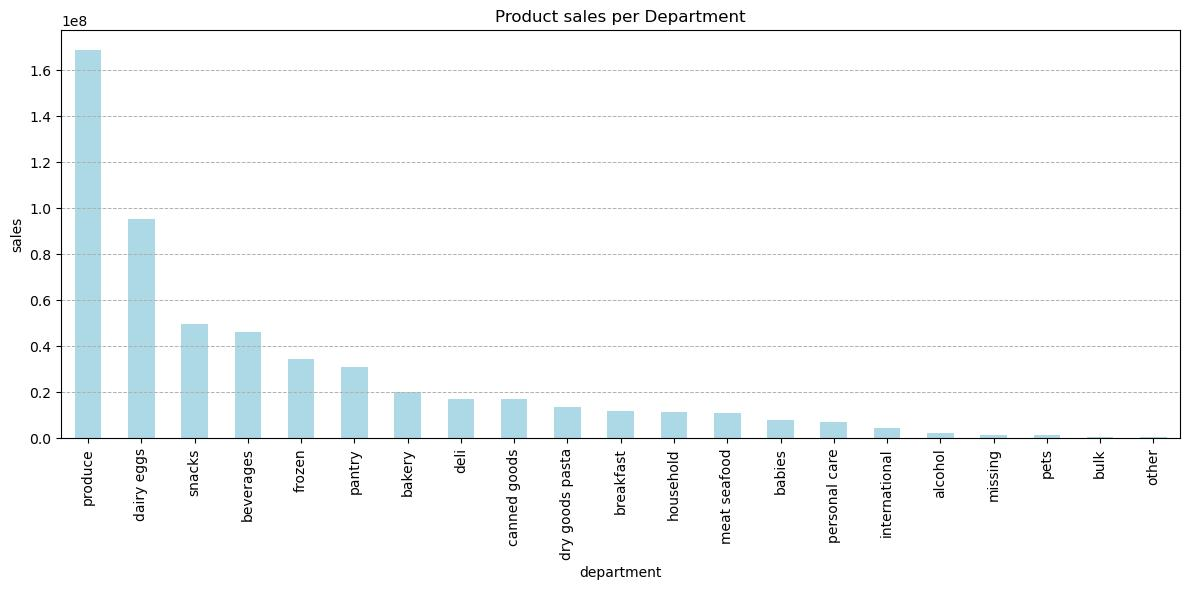 Product sales per Department
1e8
1.6
1.4
1.2
1.0
0.8
0.6
0.4
0.2
0.0
sales
produce
dairy eggs
snacks
beverages
frozen
pantry
bakery
deli
canned goods
dry goods pasta
breakfast
household
meat seafood
babies
personal care
international
alcohol
missing
pets
bulk
other
department